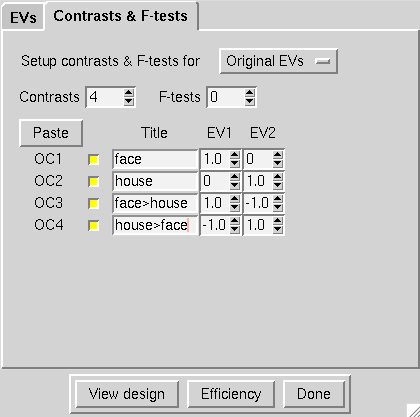 EVs Contrasts & F-tests
Setup contrasts & F-tests for Original EVs
Contrasts 4 F-tests 0
Paste Title EV1 EV2
OC1 face 1.0 0
OC2 house 0 1.0
OC3 face>house 1.0 -1.0
OC4 house>face -1.0 1.0
View design Efficiency Done